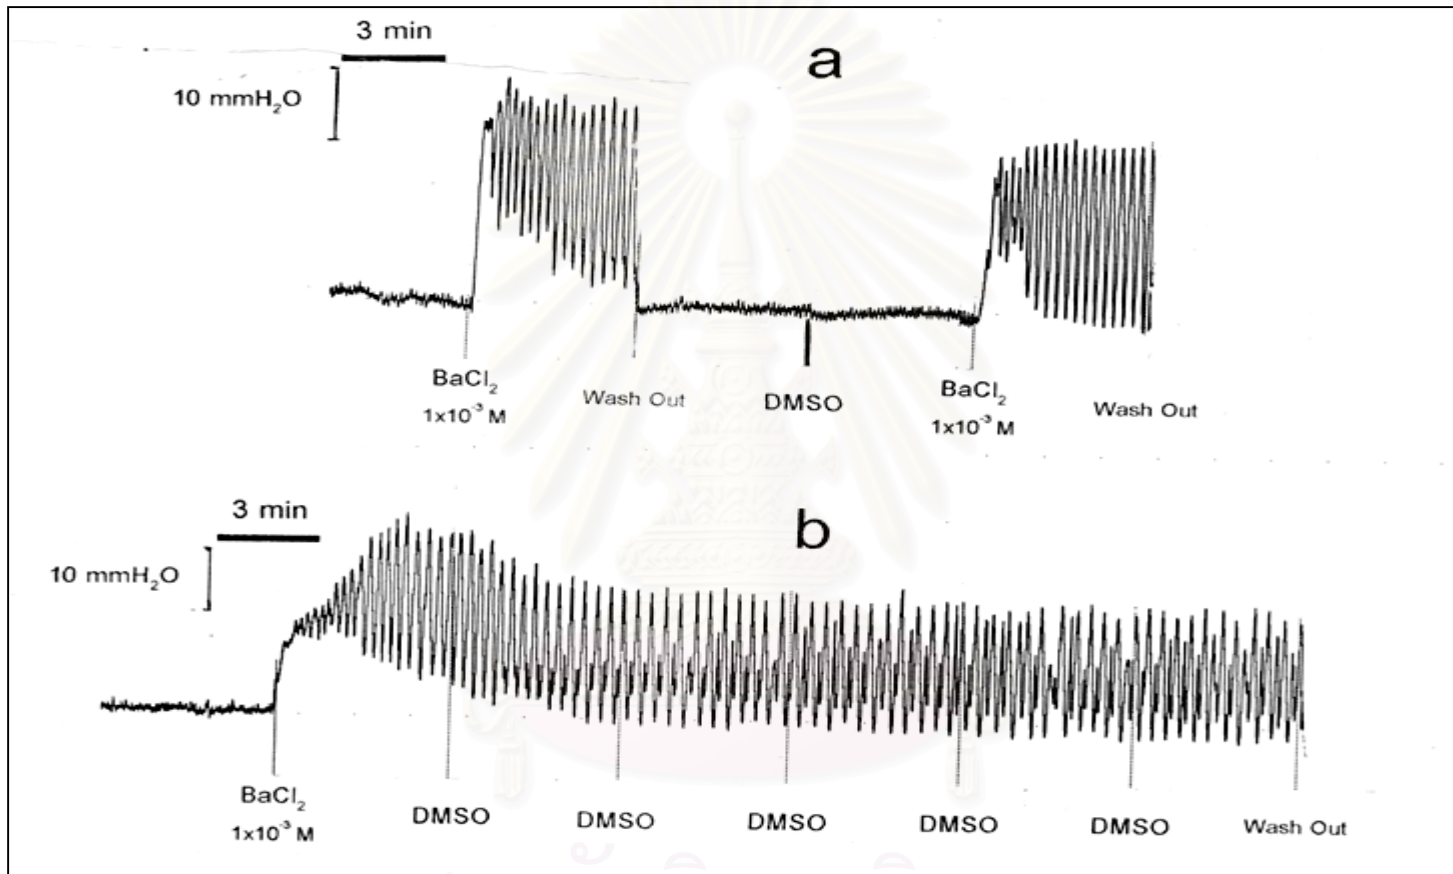 3 min
a
10 mmH₂O
BaCl₂
1x10⁻³ M
Wash Out
DMSO
BaCl₂
1x10⁻³ M
Wash Out
3 min
b
10 mmH₂O
BaCl₂
1x10⁻³ M
DMSO
DMSO
DMSO
DMSO
DMSO
Wash Out